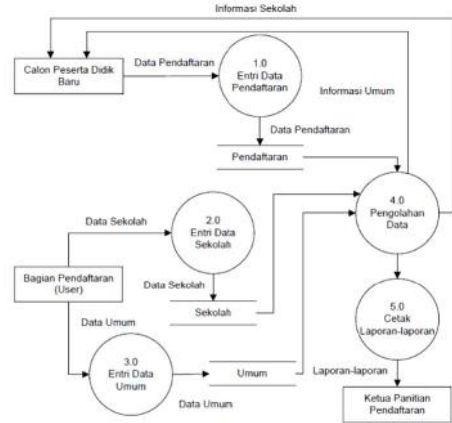 Informasi Sekolah
Calon Peserta Didik
Baru
Data Pendaftaran
1.0
Entri Data
Pendaftaran
Informasi Umum
Data Pendaftaran
Pendaftaran
4.0
Pengolahan
Data
Data Sekolah
2.0
Entri Data
Sekolah
Bagian Pendaftaran
(User)
Data Sekolah
Sekolah
5.0
Cetak
Laporan-laporan
Data Umum
3.0
Entri Data
Umum
Umum
Data Umum
Laporan-laporan
Ketua Panitian
Pendaftaran